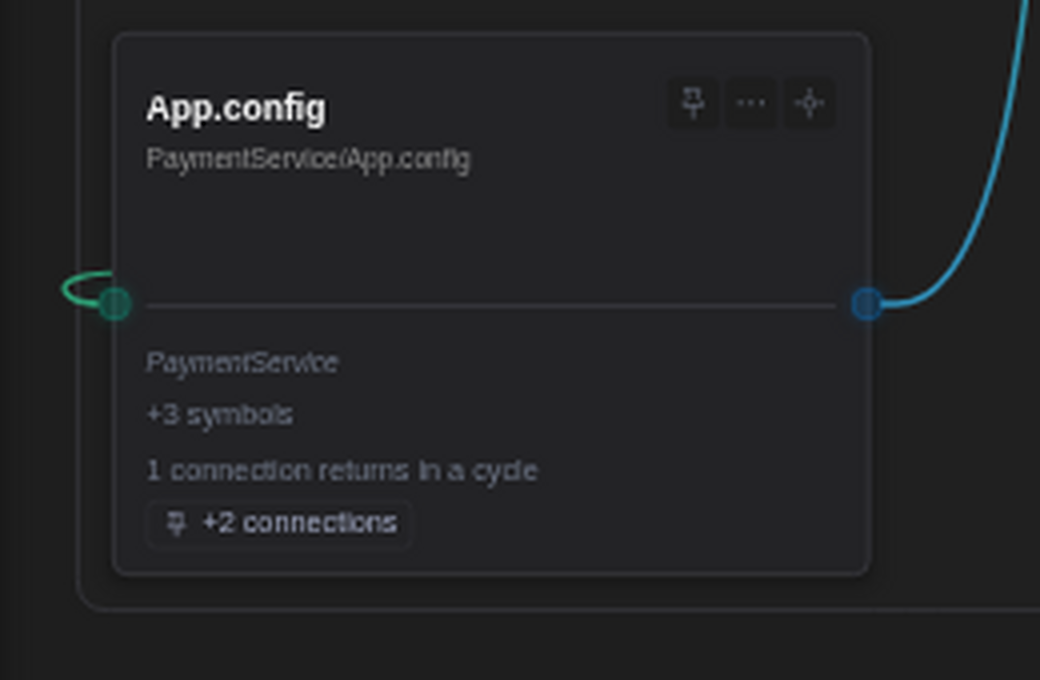 App.config
PaymentService/App.config
PaymentService
+3 symbols
1 connection returns in a cycle
+2 connections